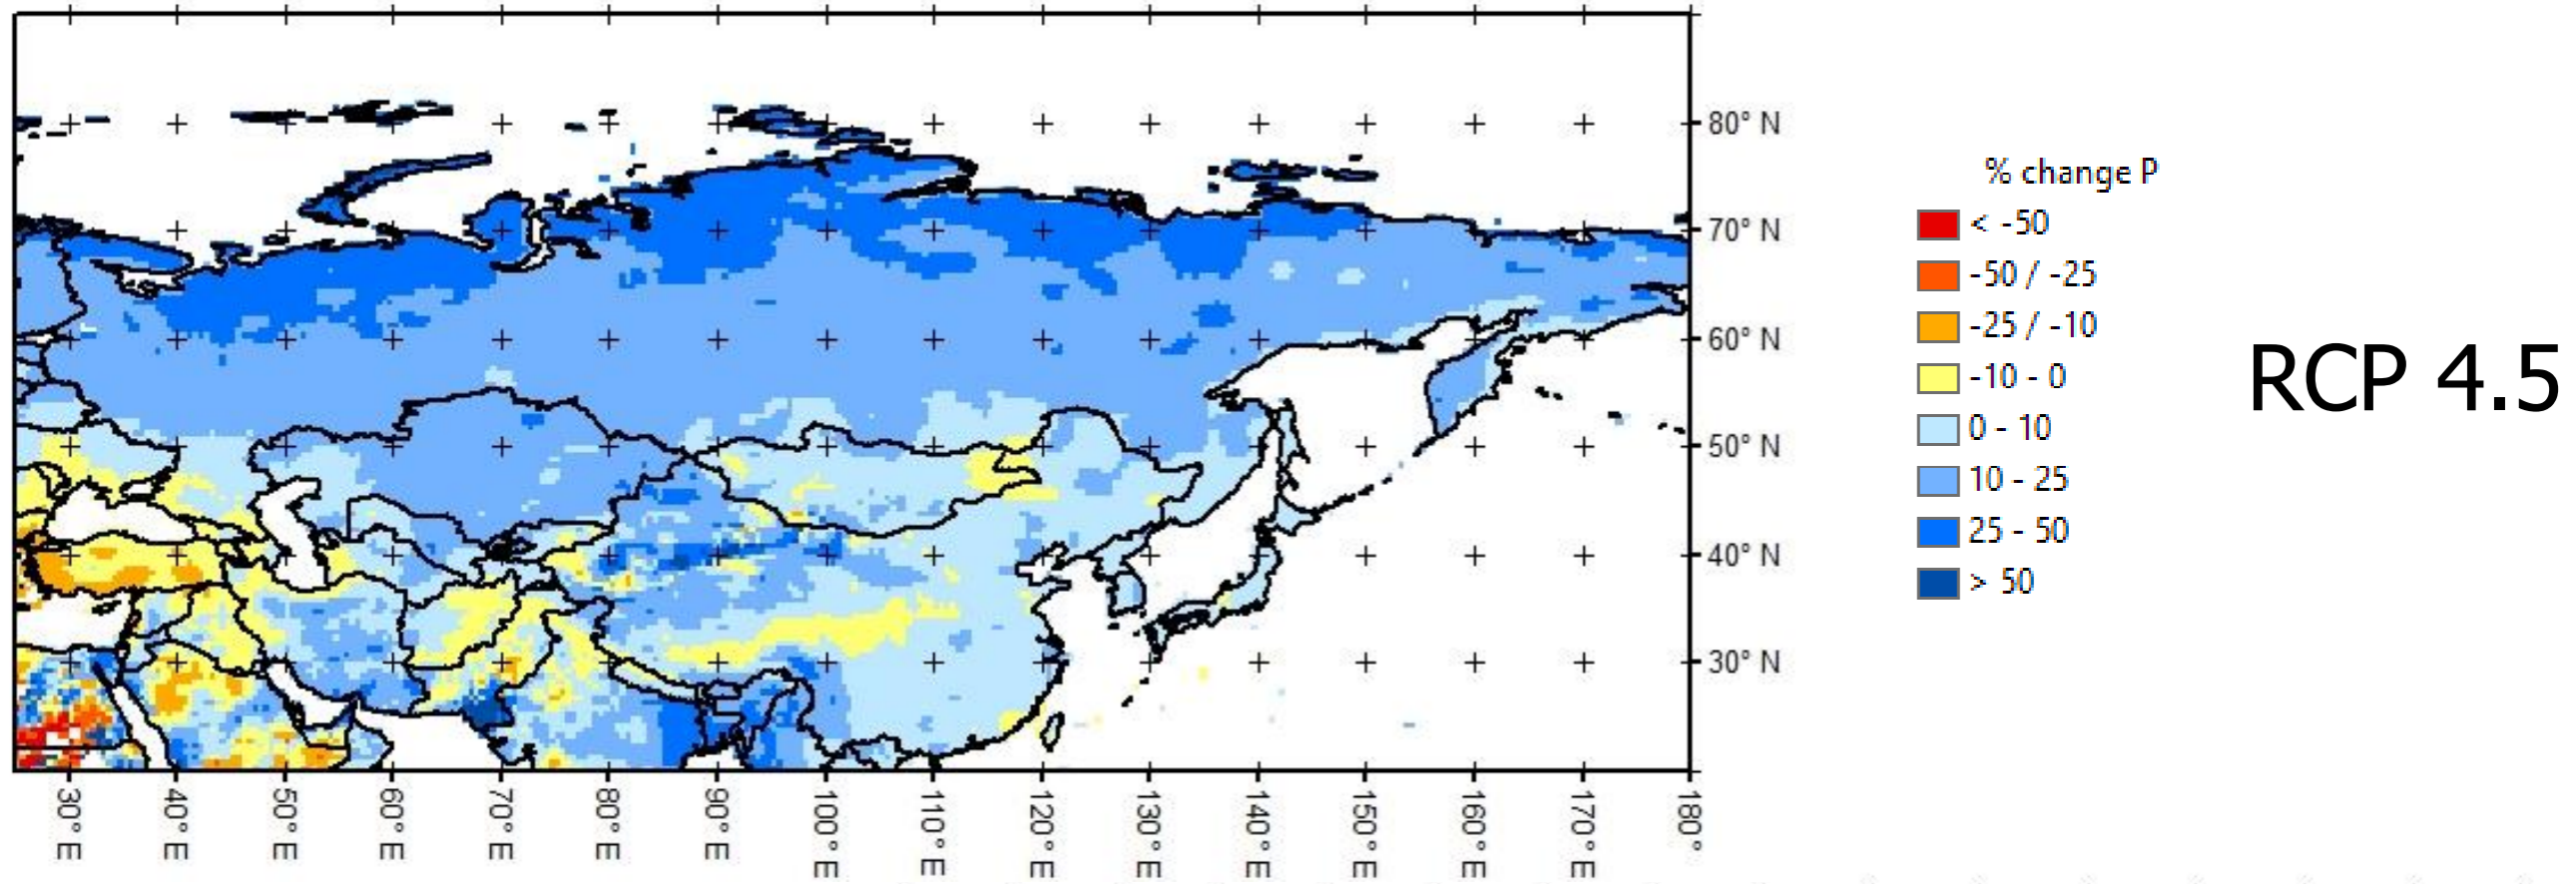 80° N
70° N
60° N
50° N
40° N
30° N
30° E
40° E
50° E
60° E
70° E
80° E
90° E
100° E
110° E
120° E
130° E
140° E
150° E
160° E
170° E
180°
% change P
< -50
-50 / -25
-25 / -10
-10 - 0
0 - 10
10 - 25
25 - 50
> 50
RCP 4.5